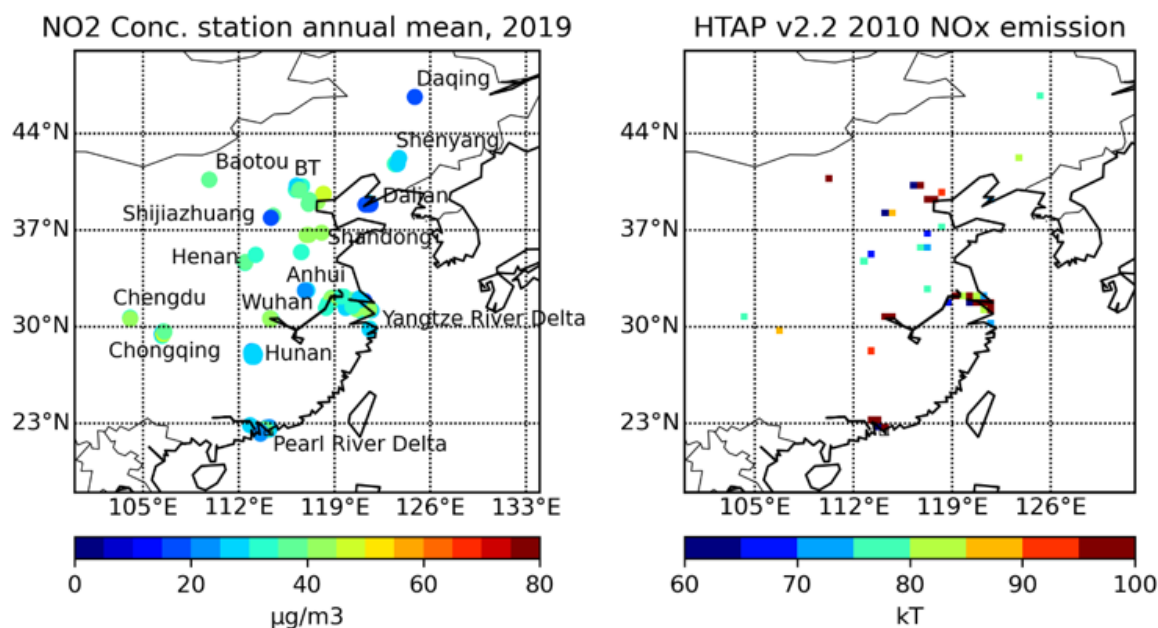 NO2 Conc. station annual mean, 2019
Daqing
44°N
Shenyang
Baotou
BT
Dalian
Shijiazhuang
37°N
Shandong
Henan
Anhui
Chengdu
Wuhan
Yangtze River Delta
30°N
Chongqing
Hunan
23°N
Pearl River Delta
105°E 112°E 119°E 126°E 133°E
0 20 40 60 80
µg/m3
HTAP v2.2 2010 NOx emission
44°N
37°N
30°N
23°N
105°E 112°E 119°E 126°E
60 70 80 90 100
kT